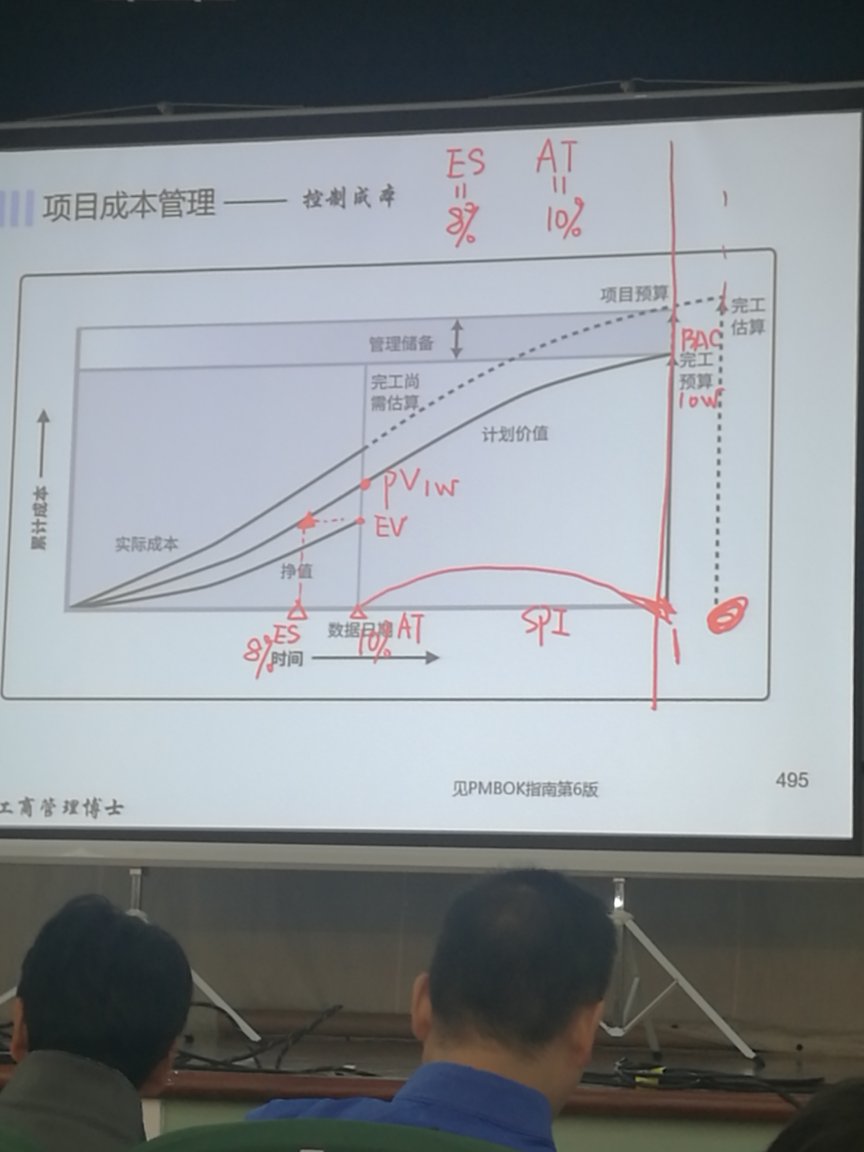 ES AT
项目成本管理 —— 控制成本
= =
8% 10%
项目预算
完工
估算
管理储备
BAC
完工
预算
10W
完工尚
需估算
计划价值
累计成本
PV 1W
EV
实际成本
挣值
ES 数据日期 AT SPI
8% 10% 1
时间
见PMBOK指南第6版
495
工商管理博士